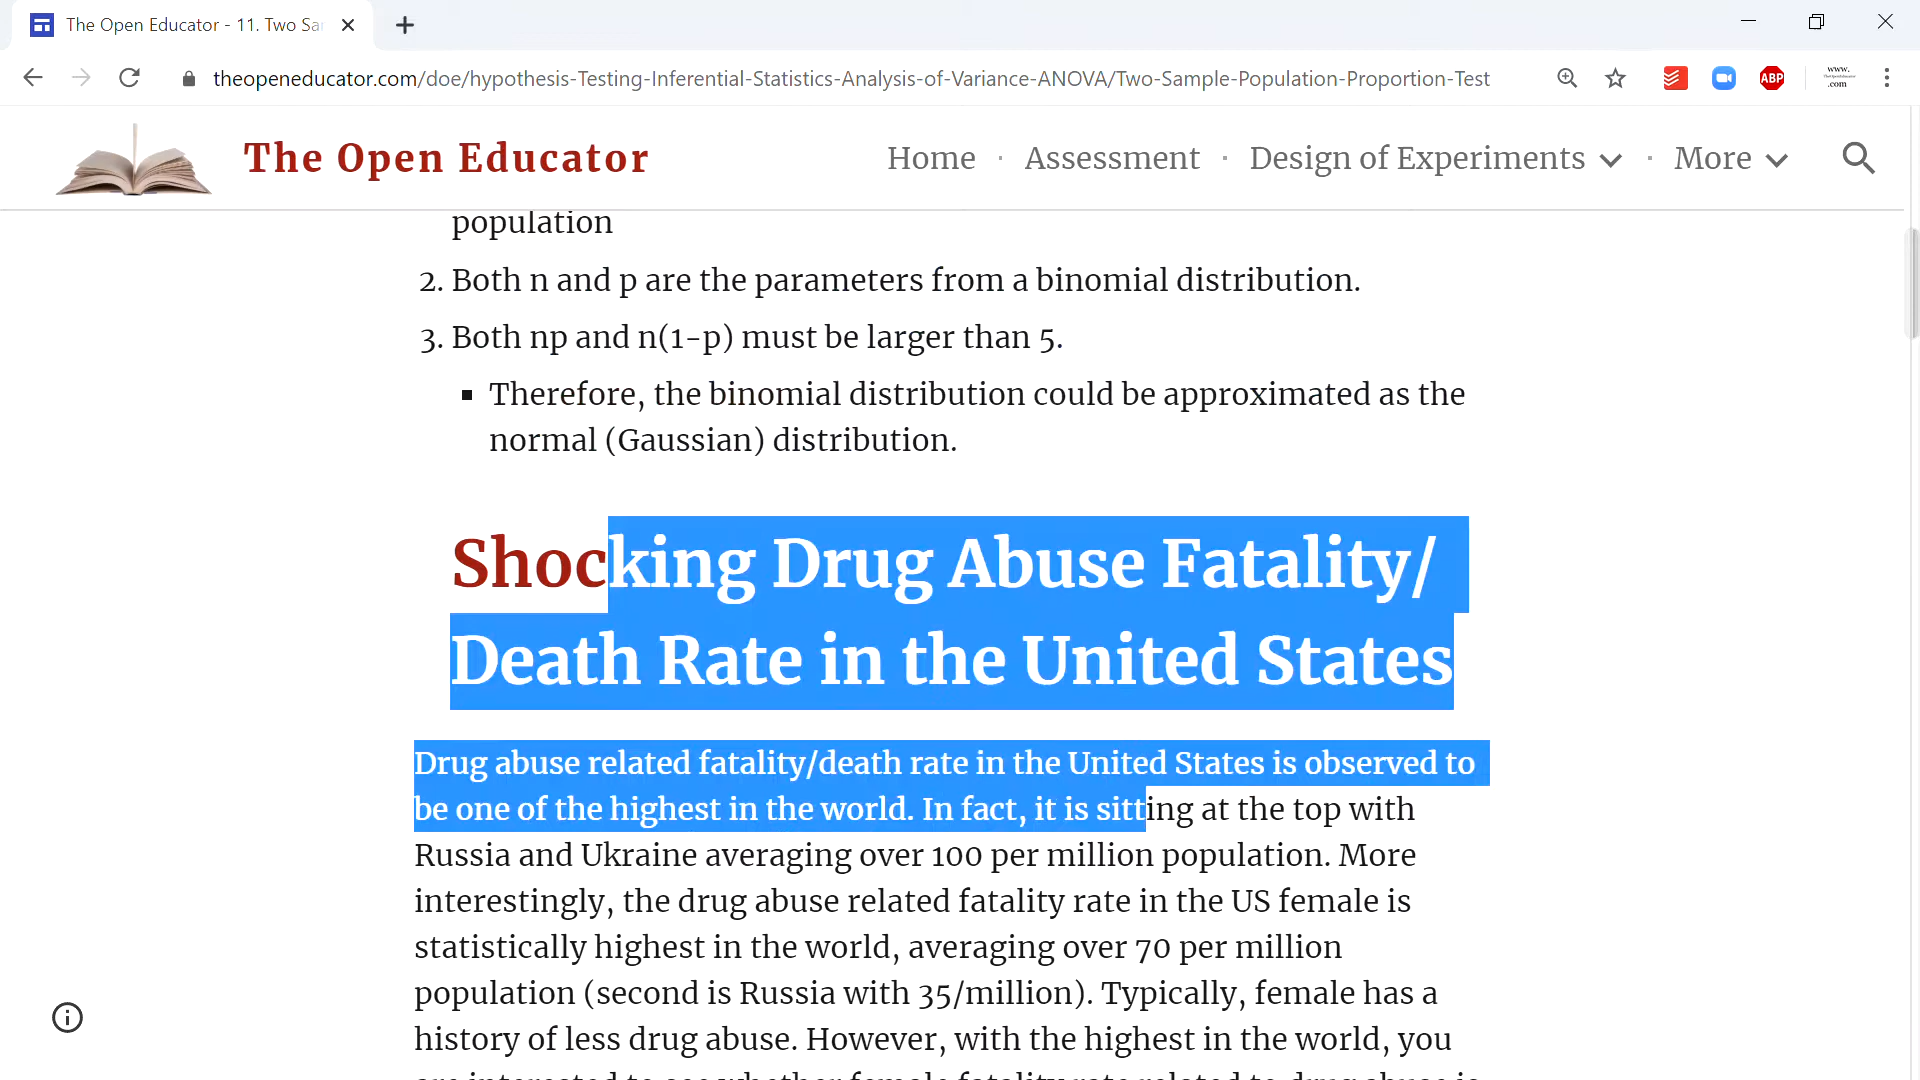 The Open Educator - 11. Two Sa
theopeneducator.com/doe/hypothesis-Testing-Inferential-Statistics-Analysis-of-Variance-ANOVA/Two-Sample-Population-Proportion-Test
ABP
www.
.com
The Open Educator
Home · Assessment · Design of Experiments · More
population
2. Both n and p are the parameters from a binomial distribution.
3. Both np and n(1-p) must be larger than 5.
▪ Therefore, the binomial distribution could be approximated as the
normal (Gaussian) distribution.
Shocking Drug Abuse Fatality/
Death Rate in the United States
Drug abuse related fatality/death rate in the United States is observed to
be one of the highest in the world. In fact, it is sitting at the top with
Russia and Ukraine averaging over 100 per million population. More
interestingly, the drug abuse related fatality rate in the US female is
statistically highest in the world, averaging over 70 per million
population (second is Russia with 35/million). Typically, female has a
history of less drug abuse. However, with the highest in the world, you